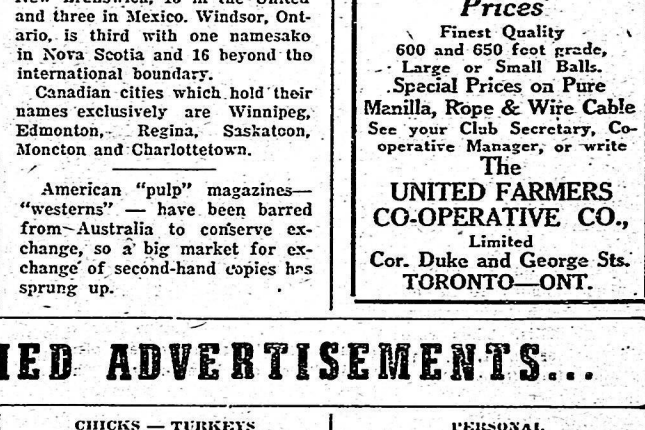 New Brunswick, 10 in the United
and three in Mexico. Windsor, Ont-
ario, is third with one namesako
in Nova Scotia and 16 beyond tho
international boundary.
Canadian cities which hold their
names exclusively are Winnipeg,
Edmonton, Regina, Saskatoon,
Moncton and Charlottetown.
American "pulp" magazines—
"westerns" — have been barred
from Australia to conserve ex-
change, so a big market for ex-
change of second-hand copies has
sprung up.
Prices
Finest Quality
600 and 650 foot grade,
Large or Small Balls.
Special Prices on Pure
Manilla, Rope & Wire Cable
See your Club Secretary, Co-
operative Manager, or write
The
UNITED FARMERS
CO-OPERATIVE CO.,
Limited
Cor. Duke and George Sts.
TORONTO—ONT.
IED ADVERTISEMENTS...
CHICKS — TURKEYS
PERSONAL